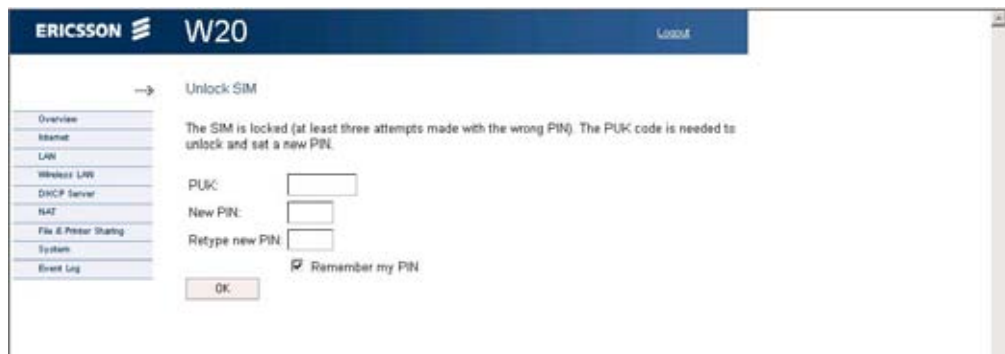 ERICSSON W20 Logout
Unlock SIM
Overview
Internet
LAN
Wireless LAN
DHCP Server
NAT
File & Printer Sharing
System
Event Log
The SIM is locked (at least three attempts made with the wrong PIN). The PUK code is needed to
unlock and set a new PIN.
PUK:
New PIN:
Retype new PIN:
Remember my PIN
OK